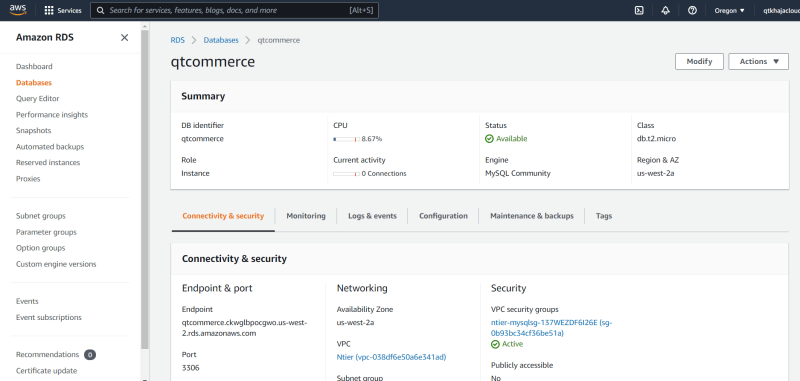 aws Services Search for services, features, blogs, docs, and more [Alt+S] Oregon qtkhajacloud
Amazon RDS
Dashboard
Databases
Query Editor
Performance insights
Snapshots
Automated backups
Reserved instances
Proxies
Subnet groups
Parameter groups
Option groups
Custom engine versions
Events
Event subscriptions
Recommendations 0
Certificate update
RDS > Databases > qtcommerce
qtcommerce
Modify Actions
Summary
DB identifier CPU Status Class
qtcommerce 8.67% Available db.t2.micro
Role Current activity Engine Region & AZ
Instance 0 Connections MySQL Community us-west-2a
Connectivity & security Monitoring Logs & events Configuration Maintenance & backups Tags
Connectivity & security
Endpoint & port
Endpoint
qtcommerce.ckwglbpocgwo.us-west-
2.rds.amazonaws.com
Port
3306
Networking
Availability Zone
us-west-2a
VPC
Ntier (vpc-038df6e50a6e341ad)
Subnet group
Security
VPC security groups
ntier-mysqlsg-137WEZDF6I26E (sg-
0b93bc34cf36be51a)
Active
Publicly accessible
No